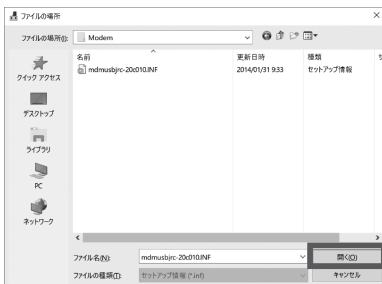 ファイルの場所
ファイルの場所(I):
Modem
名前
更新日時
種類
mdmusbjrc-20c010.INF
2014/01/31 9:33
セットアップ情報
クイック アクセス
デスクトップ
ライブラリ
PC
ネットワーク
ファイル名(N):
mdmusbjrc-20c010.INF
開く(O)
ファイルの種類(T):
セットアップ情報 (*.inf)
キャンセル